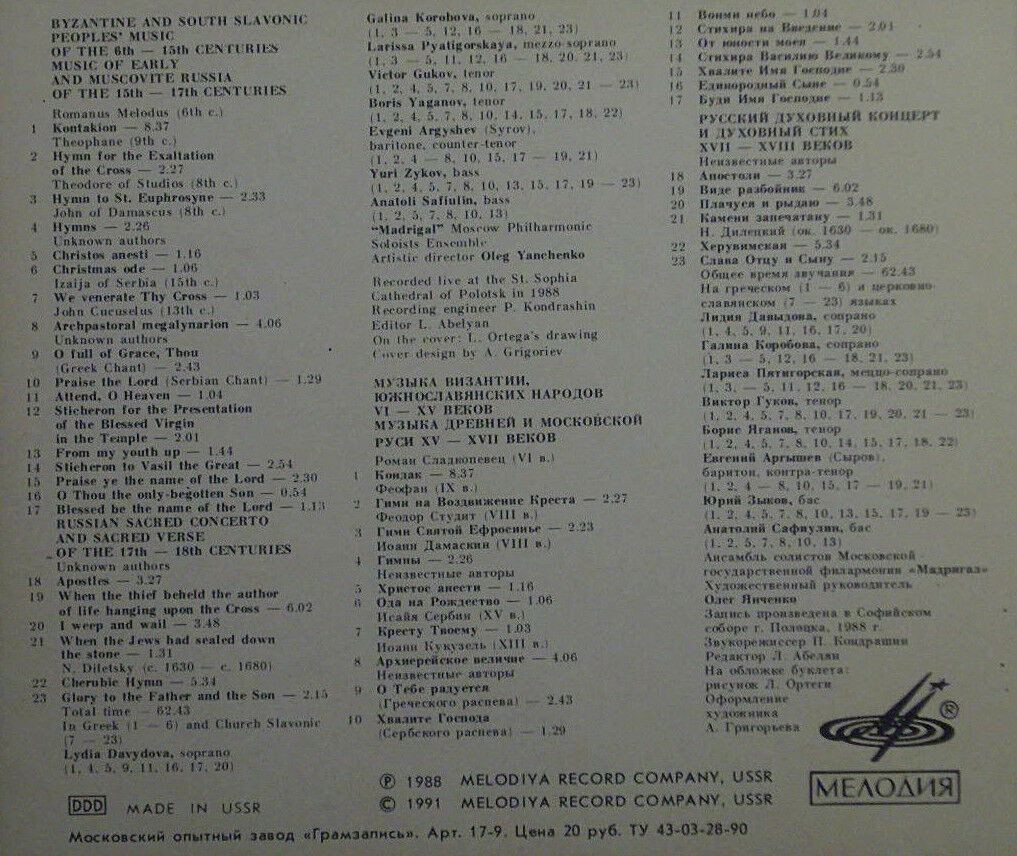 BYZANTINE AND SOUTH SLAVONIC
PEOPLES' MUSIC
OF THE 6th — 15th CENTURIES
MUSIC OF EARLY
AND MUSCOVITE RUSSIA
OF THE 15th — 17th CENTURIES
Romanus Melodus (6th c.)
1 Kontakion — 8.37
Theophane (9th c.)
2 Hymn for the Exaltation
of the Cross — 2.27
Theodore of Studios (8th c.)
3 Hymn to St. Euphrosyne — 2.33
John of Damascus (8th c.)
4 Hymns — 2.26
Unknown authors
5 Christos anesti — 1.16
6 Christmas ode — 1.06
Izaija of Serbia (15th c.)
7 We venerate Thy Cross — 1.03
John Cucuselus (13th c.)
8 Archpastoral megalynarion — 4.06
Unknown authors
9 O full of Grace, Thou
(Greek Chant) — 2.43
10 Praise the Lord (Serbian Chant) — 1.29
11 Attend, O Heaven — 1.04
12 Sticheron for the Presentation
of the Blessed Virgin
in the Temple — 2.01
13 From my youth up — 1.44
14 Sticheron to Vasil the Great — 2.54
15 Praise ye the name of the Lord — 2.30
16 O Thou the only-begotten Son — 0.54
17 Blessed be the name of the Lord — 1.13
RUSSIAN SACRED CONCERTO
AND SACRED VERSE
OF THE 17th — 18th CENTURIES
Unknown authors
18 Apostles — 3.27
19 When the thief beheld the author
of life hanging upon the Cross — 6.02
20 I weep and wail — 3.48
21 When the Jews had sealed down
the stone — 1.31
N. Diletsky (c. 1630 — c. 1680)
22 Cherubic Hymn — 5.34
23 Glory to the Father and the Son — 2.15
Total time — 62.43
In Greek (1 — 6) and Church Slavonic
(7 — 23)
Lydia Davydova, soprano
(1, 4, 5, 9, 11, 16, 17, 20)
Galina Korobova, soprano
(1, 3 — 5, 12, 16 — 18, 21, 23)
Larissa Pyatigorskaya, mezzo-soprano
(1, 3 — 5, 11, 12, 16 — 18, 20, 21, 23)
Victor Gukov, tenor
(1, 2, 4, 5, 7, 8, 10, 17, 19, 20, 21 — 23)
Boris Yaganov, tenor
(1, 2, 4, 5, 7, 8, 10, 14, 15, 17, 18, 22)
Evgeni Argyshev (Syrov),
baritone, counter-tenor
(1, 2, 4 — 8, 10, 15, 17 — 19, 21)
Yuri Zykov, bass
(1, 2, 4, 5, 7, 8, 10, 13, 15, 17, 19 — 23)
Anatoli Safiulin, bass
(1, 2, 5, 7, 8, 10, 13)
"Madrigal" Moscow Philharmonic
Soloists Ensemble
Artistic director Oleg Yanchenko
Recorded live at the St. Sophia
Cathedral of Polotsk in 1988
Recording engineer P. Kondrashin
Editor L. Abelyan
On the cover: L. Ortega's drawing
Cover design by A. Grigoriev
МУЗЫКА ВИЗАНТИИ,
ЮЖНОСЛАВЯНСКИХ НАРОДОВ
VI — XV ВЕКОВ
МУЗЫКА ДРЕВНЕЙ И МОСКОВСКОЙ
РУСИ XV — XVII ВЕКОВ
Роман Сладкопевец (VI в.)
1 Кондак — 8.37
Феофан (IX в.)
2 Гимн на Воздвижение Креста — 2.27
Феодор Студит (VIII в.)
3 Гимн Святой Ефросинье — 2.23
Иоанн Дамаскин (VIII в.)
4 Гимны — 2.26
Неизвестные авторы
5 Христос анести — 1.16
6 Ода на Рождество — 1.06
Исайя Сербин (XV в.)
7 Кресту Твоему — 1.03
Иоанн Кукузель (XIII в.)
8 Архиерейское величие — 4.06
Неизвестные авторы
9 О Тебе радуется
(Греческого распева) — 2.43
10 Хвалите Господа
(Сербского распева) — 1.29
11 Вонми небо — 1.04
12 Стихира на Введение — 2.01
13 От юности моея — 1.44
14 Стихира Василию Великому — 2.54
15 Хвалите Имя Господне — 2.30
16 Единородный Сыне — 0.54
17 Буди Имя Господне — 1.13
РУССКИЙ ДУХОВНЫЙ КОНЦЕРТ
И ДУХОВНЫЙ СТИХ
XVII — XVIII ВЕКОВ
Неизвестные авторы
18 Апостоли — 3.27
19 Виде разбойник — 6.02
20 Плачуся и рыдаю — 3.48
21 Камени запечатану — 1.31
Н. Дилецкий (ок. 1630 — ок. 1680)
22 Херувимская — 5.34
23 Слава Отцу и Сыну — 2.15
Общее время звучания — 62.43
На греческом (1 — 6) и церковно-
славянском (7 — 23) языках
Лидия Давыдова, сопрано
(1, 4, 5, 9, 11, 16, 17, 20)
Галина Коробова, сопрано
(1, 3 — 5, 12, 16 — 18, 21, 23)
Лариса Пятигорская, меццо-сопрано
(1, 3, — 5, 11, 12, 16 — 18, 20, 21, 23)
Виктор Гуков, тенор
(1, 2, 4, 5, 7, 8, 10, 17, 19, 20, 21 — 23)
Борис Яганов, тенор
(1, 2, 4, 5, 7, 8, 10, 14, 15, 17, 18, 22)
Евгений Аргышев (Сыров),
баритон, контра-тенор
(1, 2, 4 — 8, 10, 15, 17 — 19, 21)
Юрий Зыков, бас
(1, 2, 4, 5, 7, 8, 10, 13, 15, 17, 19 — 23)
Анатолий Сафиулин, бас
(1, 2, 5, 7, 8, 10, 13)
Ансамбль солистов Московской
государственной филармонии «Мадригал»
Художественный руководитель
Олег Янченко
Запись произведена в Софийском
соборе г. Полоцка, 1988 г.
Звукорежиссер П. Кондрашин
Редактор Л. Абелян
На обложке буклета:
рисунок Л. Ортеги
Оформление
художника
А. Григорьева
®
МЕЛОДИЯ
℗ 1988 MELODIYA RECORD COMPANY, USSR
© 1991 MELODIYA RECORD COMPANY, USSR
DDD MADE IN USSR
Московский опытный завод «Грамзапись». Арт. 17-9. Цена 20 руб. ТУ 43-03-28-90